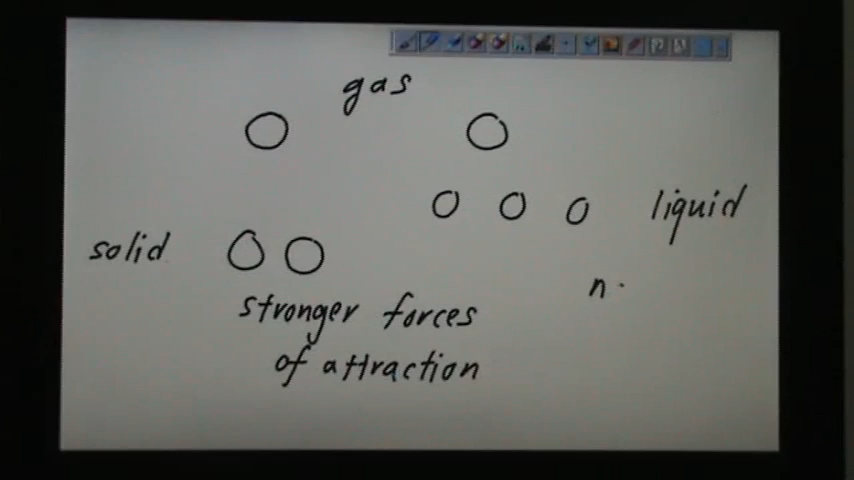 gas
liquid
solid
n
stronger forces
of attraction